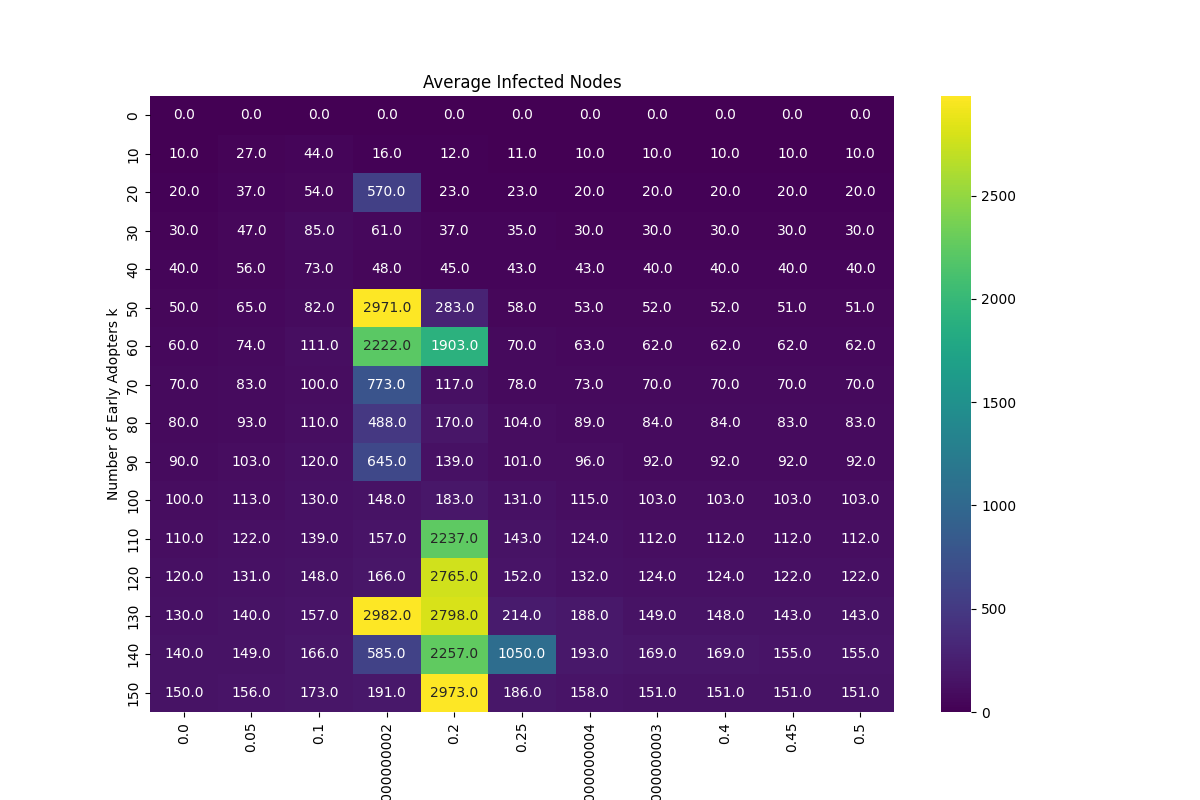 Average Infected Nodes
0 0.0 0.0 0.0 0.0 0.0 0.0 0.0 0.0 0.0 0.0 0.0
10 10.0 27.0 44.0 16.0 12.0 11.0 10.0 10.0 10.0 10.0 10.0
20 20.0 37.0 54.0 570.0 23.0 23.0 20.0 20.0 20.0 20.0 20.0
30 30.0 47.0 85.0 61.0 37.0 35.0 30.0 30.0 30.0 30.0 30.0
40 40.0 56.0 73.0 48.0 45.0 43.0 43.0 40.0 40.0 40.0 40.0
50 50.0 65.0 82.0 2971.0 283.0 58.0 53.0 52.0 52.0 51.0 51.0
60 60.0 74.0 111.0 2222.0 1903.0 70.0 63.0 62.0 62.0 62.0 62.0
70 70.0 83.0 100.0 773.0 117.0 78.0 73.0 70.0 70.0 70.0 70.0
80 80.0 93.0 110.0 488.0 170.0 104.0 89.0 84.0 84.0 83.0 83.0
90 90.0 103.0 120.0 645.0 139.0 101.0 96.0 92.0 92.0 92.0 92.0
100 100.0 113.0 130.0 148.0 183.0 131.0 115.0 103.0 103.0 103.0 103.0
110 110.0 122.0 139.0 157.0 2237.0 143.0 124.0 112.0 112.0 112.0 112.0
120 120.0 131.0 148.0 166.0 2765.0 152.0 132.0 124.0 124.0 122.0 122.0
130 130.0 140.0 157.0 2982.0 2798.0 214.0 188.0 149.0 148.0 143.0 143.0
140 140.0 149.0 166.0 585.0 2257.0 1050.0 193.0 169.0 169.0 155.0 155.0
150 150.0 156.0 173.0 191.0 2973.0 186.0 158.0 151.0 151.0 151.0 151.0
Number of Early Adopters k
0.0 0.05 0.1 000000002 0.2 0.25 000000004 000000003 0.4 0.45 0.5
2500
2000
1500
1000
500
0